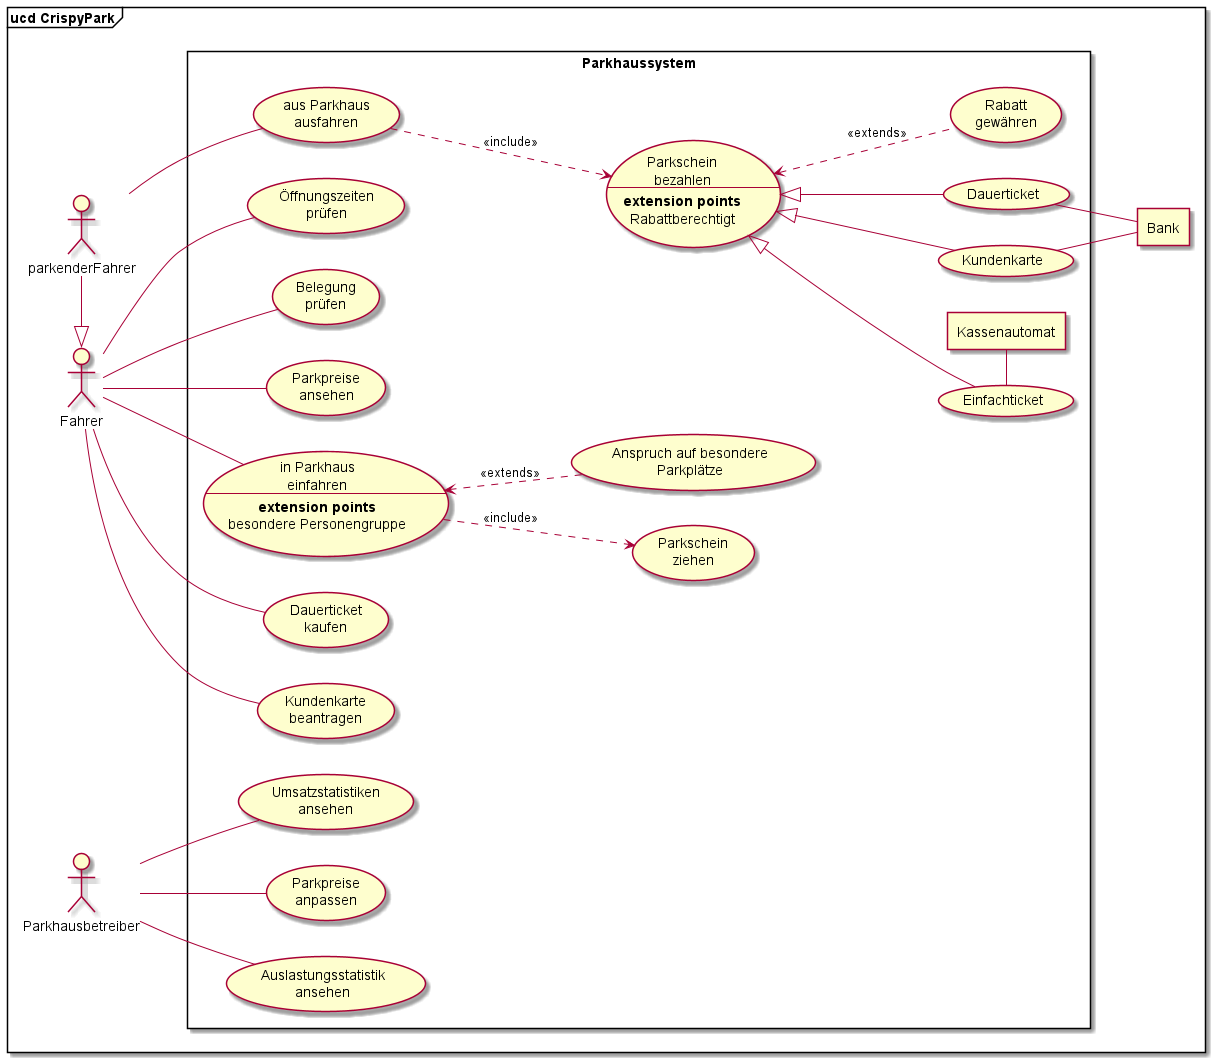 ucd CrispyPark
Parkhaussystem
aus Parkhaus
ausfahren
«include»
Parkschein
bezahlen
extension points
Rabattberechtigt
«extends»
Rabatt
gewähren
Dauerticket
Kundenkarte
Bank
Kassenautomat
Einfachticket
Öffnungszeiten
prüfen
parkenderFahrer
Belegung
prüfen
Parkpreise
ansehen
Fahrer
in Parkhaus
einfahren
extension points
besondere Personengruppe
«extends»
Anspruch auf besondere
Parkplätze
«include»
Parkschein
ziehen
Dauerticket
kaufen
Kundenkarte
beantragen
Umsatzstatistiken
ansehen
Parkpreise
anpassen
Parkhausbetreiber
Auslastungsstatistik
ansehen